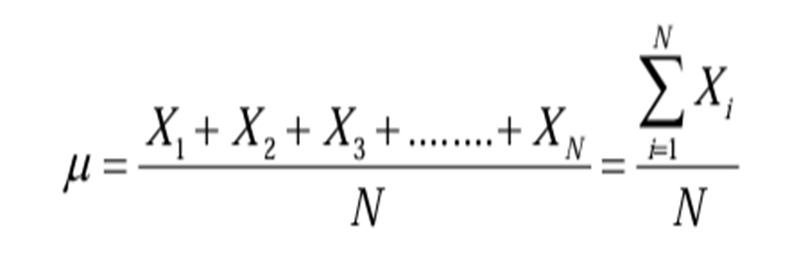 μ = (X₁ + X₂ + X₃ + ........ + X_N) / N = (∑_{i=1}^{N} X_i) / N